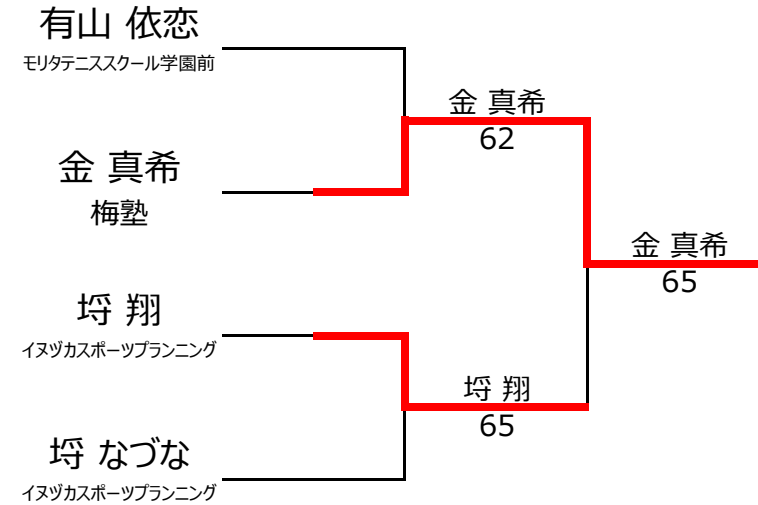 有山 依恋
モリタテニススクール学園前
金 真希
62
金 真希
梅塾
金 真希
65
埒 翔
イヌヅカスポーツプランニング
埒 翔
65
埒 なづな
イヌヅカスポーツプランニング